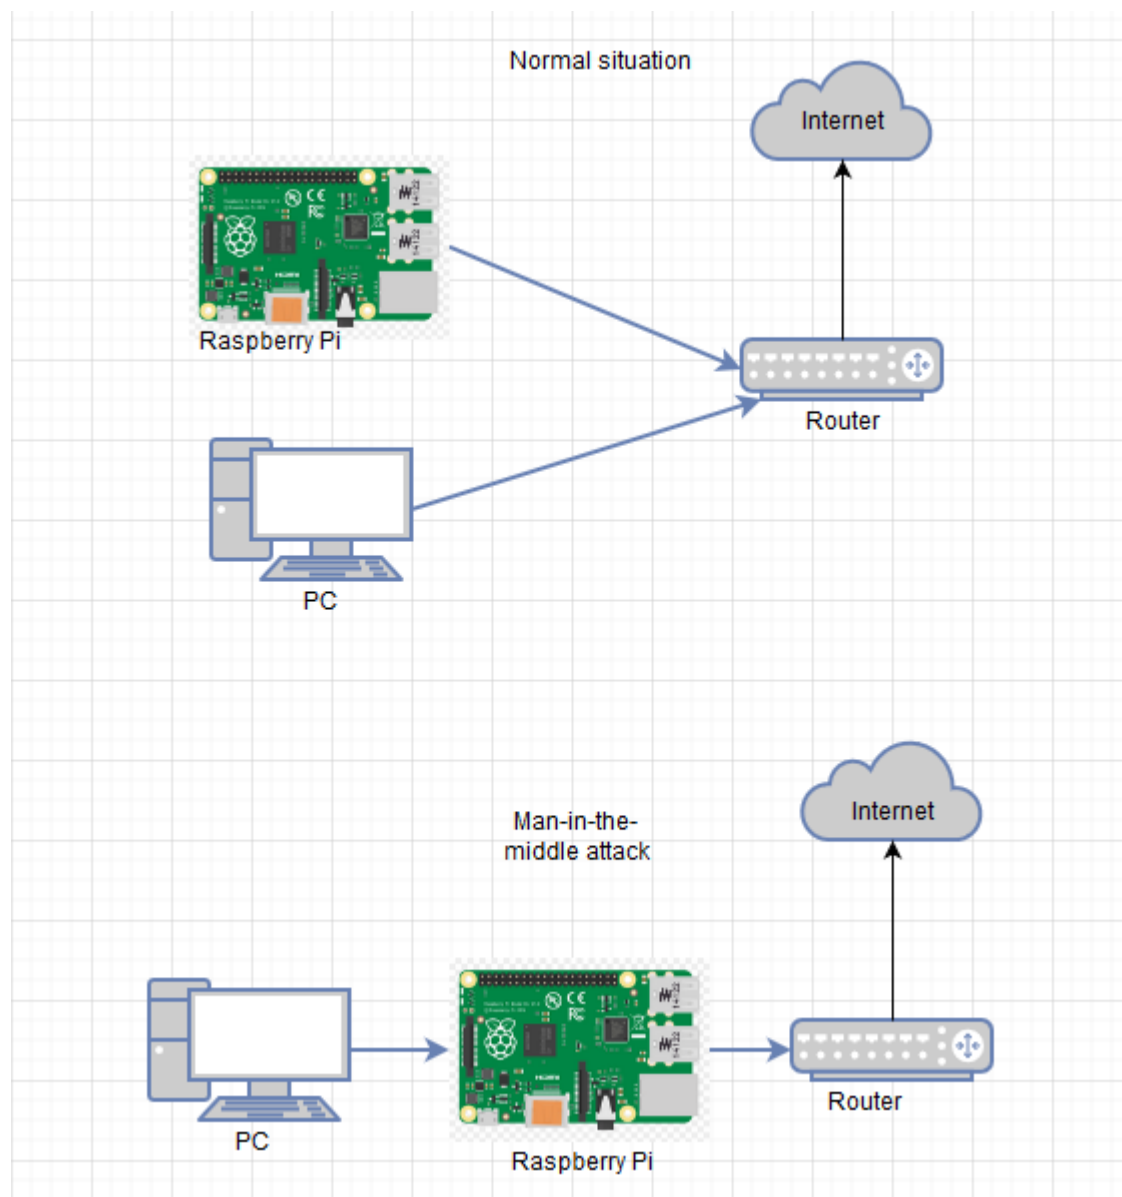 Normal situation
Internet
Raspberry Pi
Router
PC
Man-in-the-
middle attack
Internet
PC
Raspberry Pi
Router